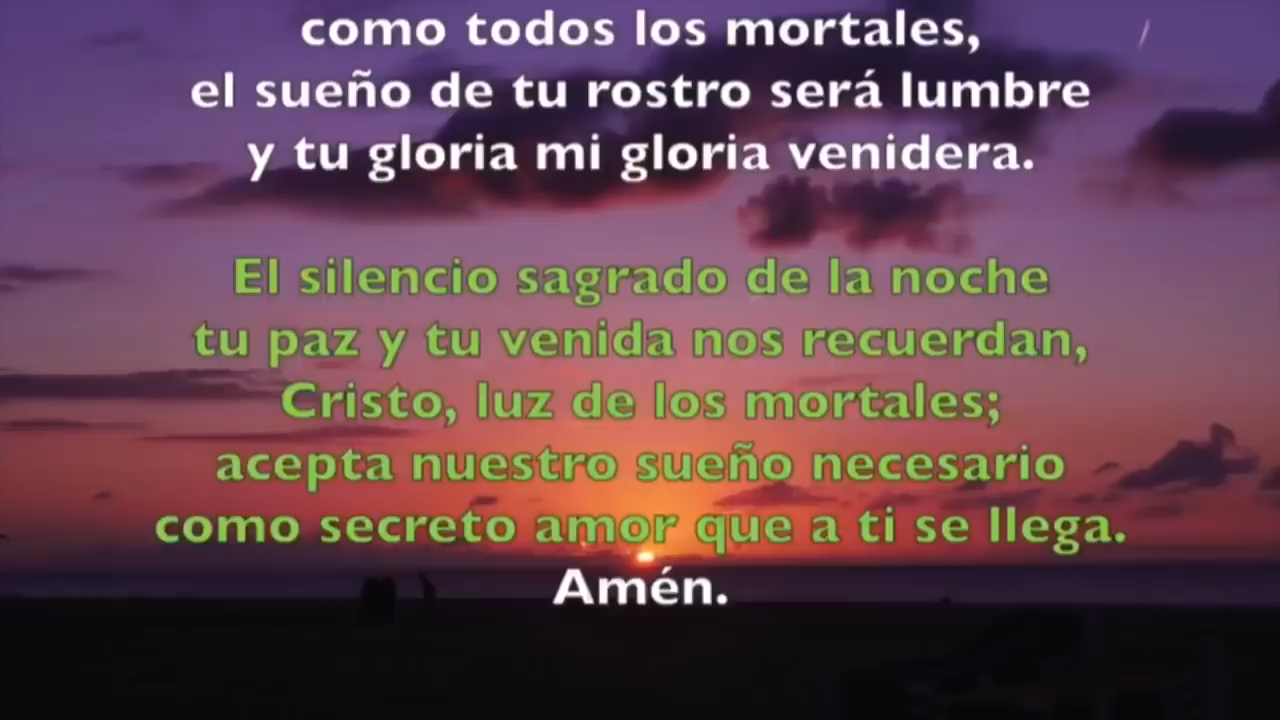 como todos los mortales,
el sueño de tu rostro será lumbre
y tu gloria mi gloria venidera.
El silencio sagrado de la noche
tu paz y tu venida nos recuerdan,
Cristo, luz de los mortales;
acepta nuestro sueño necesario
como secreto amor que a ti se llega.
Amén.